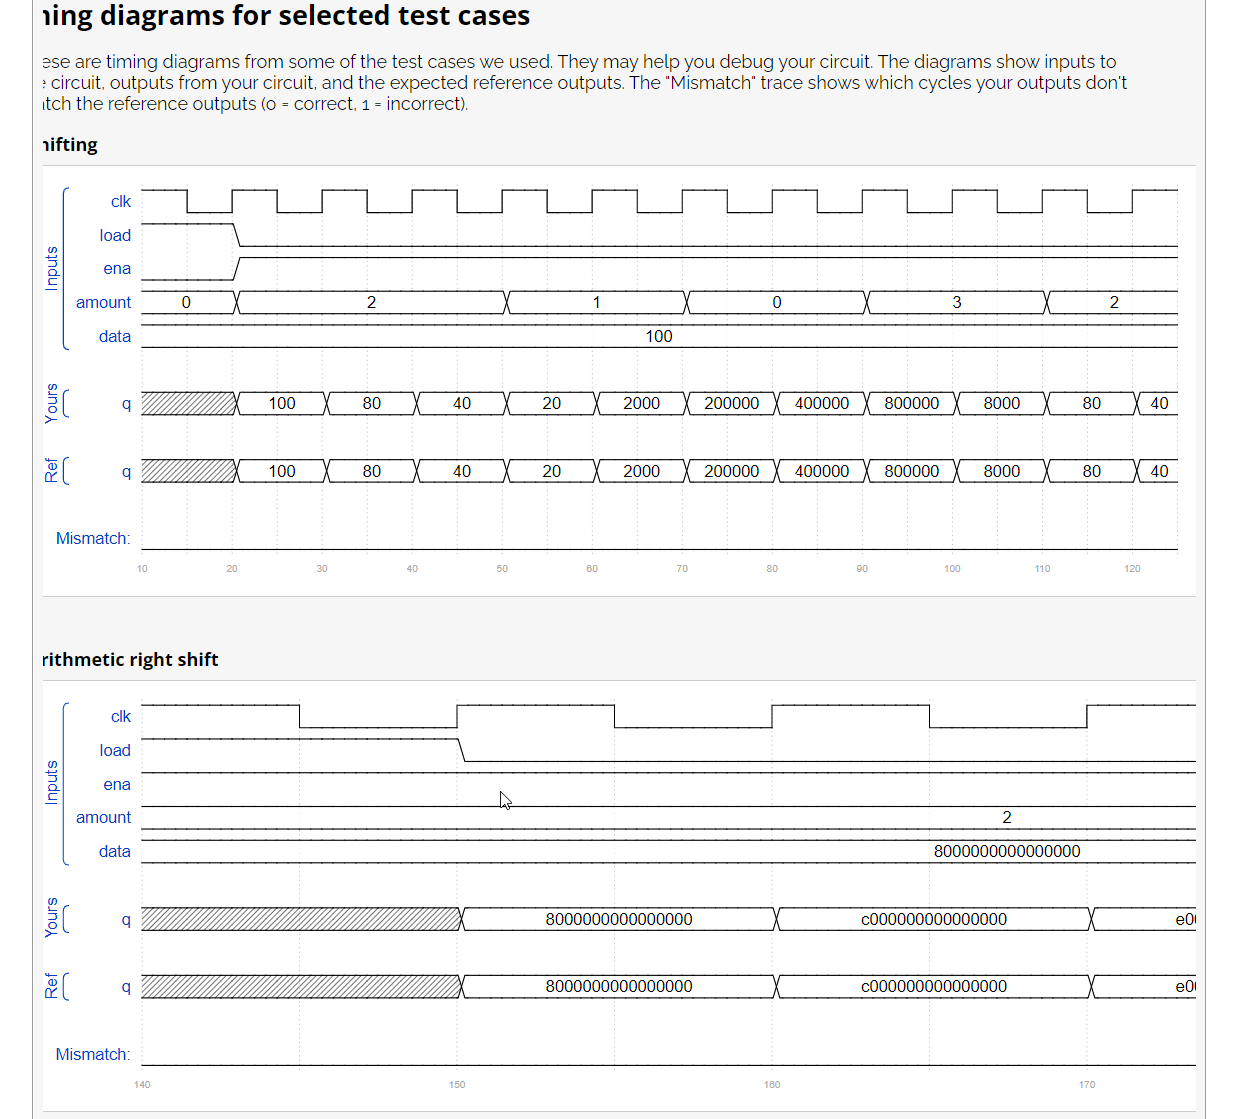 ning diagrams for selected test cases
ese are timing diagrams from some of the test cases we used. They may help you debug your circuit. The diagrams show inputs to
e circuit, outputs from your circuit, and the expected reference outputs. The "Mismatch" trace shows which cycles your outputs don't
tch the reference outputs (0 = correct, 1 = incorrect).
hifting
Inputs
clk
load
ena
amount 0 2 1 0 3 2
data 100
Yours q 100 80 40 20 2000 200000 400000 800000 8000 80 40
Ref q 100 80 40 20 2000 200000 400000 800000 8000 80 40
Mismatch:
10 20 30 40 50 60 70 80 90 100 110 120
rithmetic right shift
Inputs
clk
load
ena
amount 2
data 8000000000000000
Yours q 8000000000000000 c000000000000000 e0
Ref q 8000000000000000 c000000000000000 e0
Mismatch:
140 150 160 170